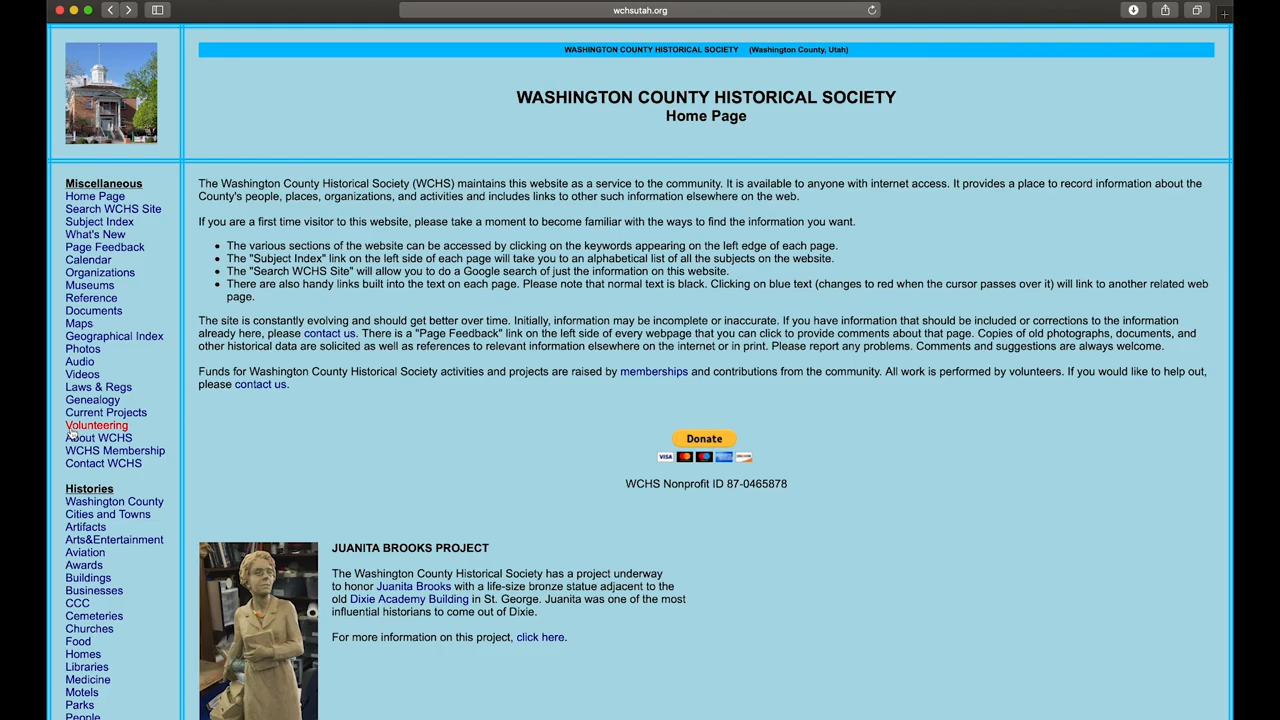 wchsutah.org
WASHINGTON COUNTY HISTORICAL SOCIETY (Washington County, Utah)
WASHINGTON COUNTY HISTORICAL SOCIETY
Home Page
Miscellaneous
Home Page
Search WCHS Site
Subject Index
What's New
Page Feedback
Calendar
Organizations
Museums
Reference
Documents
Maps
Geographical Index
Photos
Audio
Videos
Laws & Regs
Genealogy
Current Projects
Volunteering
About WCHS
WCHS Membership
Contact WCHS
Histories
Washington County
Cities and Towns
Artifacts
Arts&Entertainment
Aviation
Awards
Buildings
Businesses
CCC
Cemeteries
Churches
Food
Homes
Libraries
Medicine
Motels
Parks
People
The Washington County Historical Society (WCHS) maintains this website as a service to the community. It is available to anyone with internet access. It provides a place to record information about the
County's people, places, organizations, and activities and includes links to other such information elsewhere on the web.
If you are a first time visitor to this website, please take a moment to become familiar with the ways to find the information you want.
• The various sections of the website can be accessed by clicking on the keywords appearing on the left edge of each page.
• The "Subject Index" link on the left side of each page will take you to an alphabetical list of all the subjects on the website.
• The "Search WCHS Site" will allow you to do a Google search of just the information on this website.
• There are also handy links built into the text on each page. Please note that normal text is black. Clicking on blue text (changes to red when the cursor passes over it) will link to another related web
page.
The site is constantly evolving and should get better over time. Initially, information may be incomplete or inaccurate. If you have information that should be included or corrections to the information
already here, please contact us. There is a "Page Feedback" link on the left side of every webpage that you can click to provide comments about that page. Copies of old photographs, documents, and
other historical data are solicited as well as references to relevant information elsewhere on the internet or in print. Please report any problems. Comments and suggestions are always welcome.
Funds for Washington County Historical Society activities and projects are raised by memberships and contributions from the community. All work is performed by volunteers. If you would like to help out,
please contact us.
Donate
VISA
WCHS Nonprofit ID 87-0465878
JUANITA BROOKS PROJECT
The Washington County Historical Society has a project underway
to honor Juanita Brooks with a life-size bronze statue adjacent to the
old Dixie Academy Building in St. George. Juanita was one of the most
influential historians to come out of Dixie.
For more information on this project, click here.